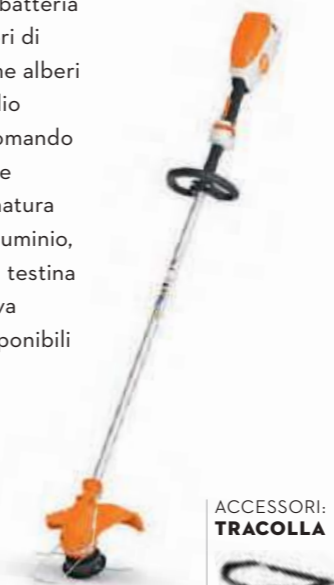 batteria
ri di
ne alberi
lio
omando
e
natura
uminio,
testina
va
ponibili
ACCESSORI:
TRACOLLA